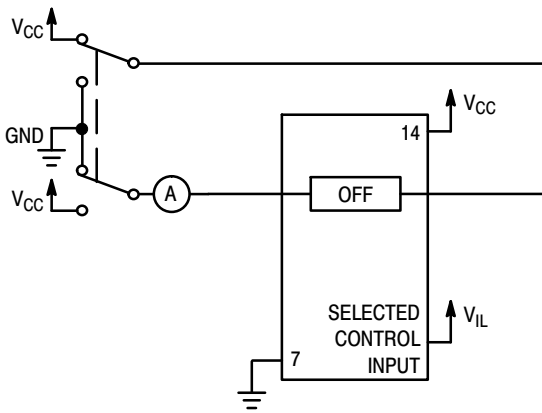 VCC
VCC
14
GND
A
OFF
VCC
SELECTED
CONTROL
INPUT
VIL
7